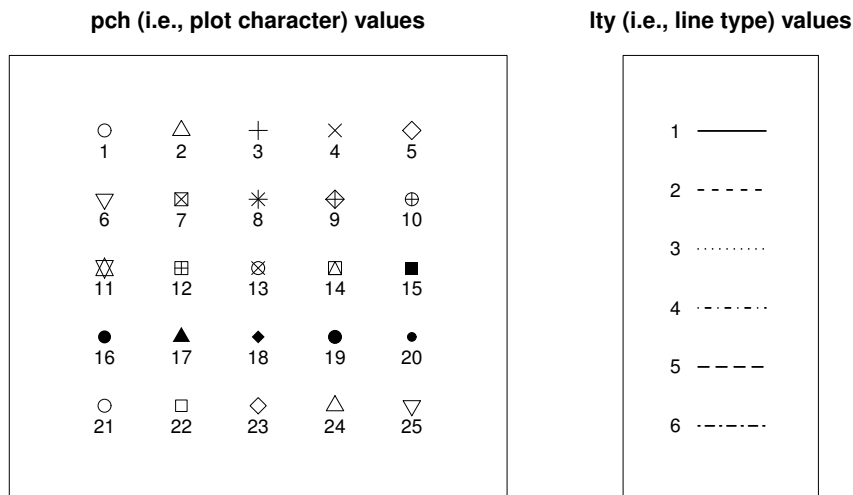 pch (i.e., plot character) values
1 2 3 4 5
6 7 8 9 10
11 12 13 14 15
16 17 18 19 20
21 22 23 24 25
lty (i.e., line type) values
1
2
3
4
5
6